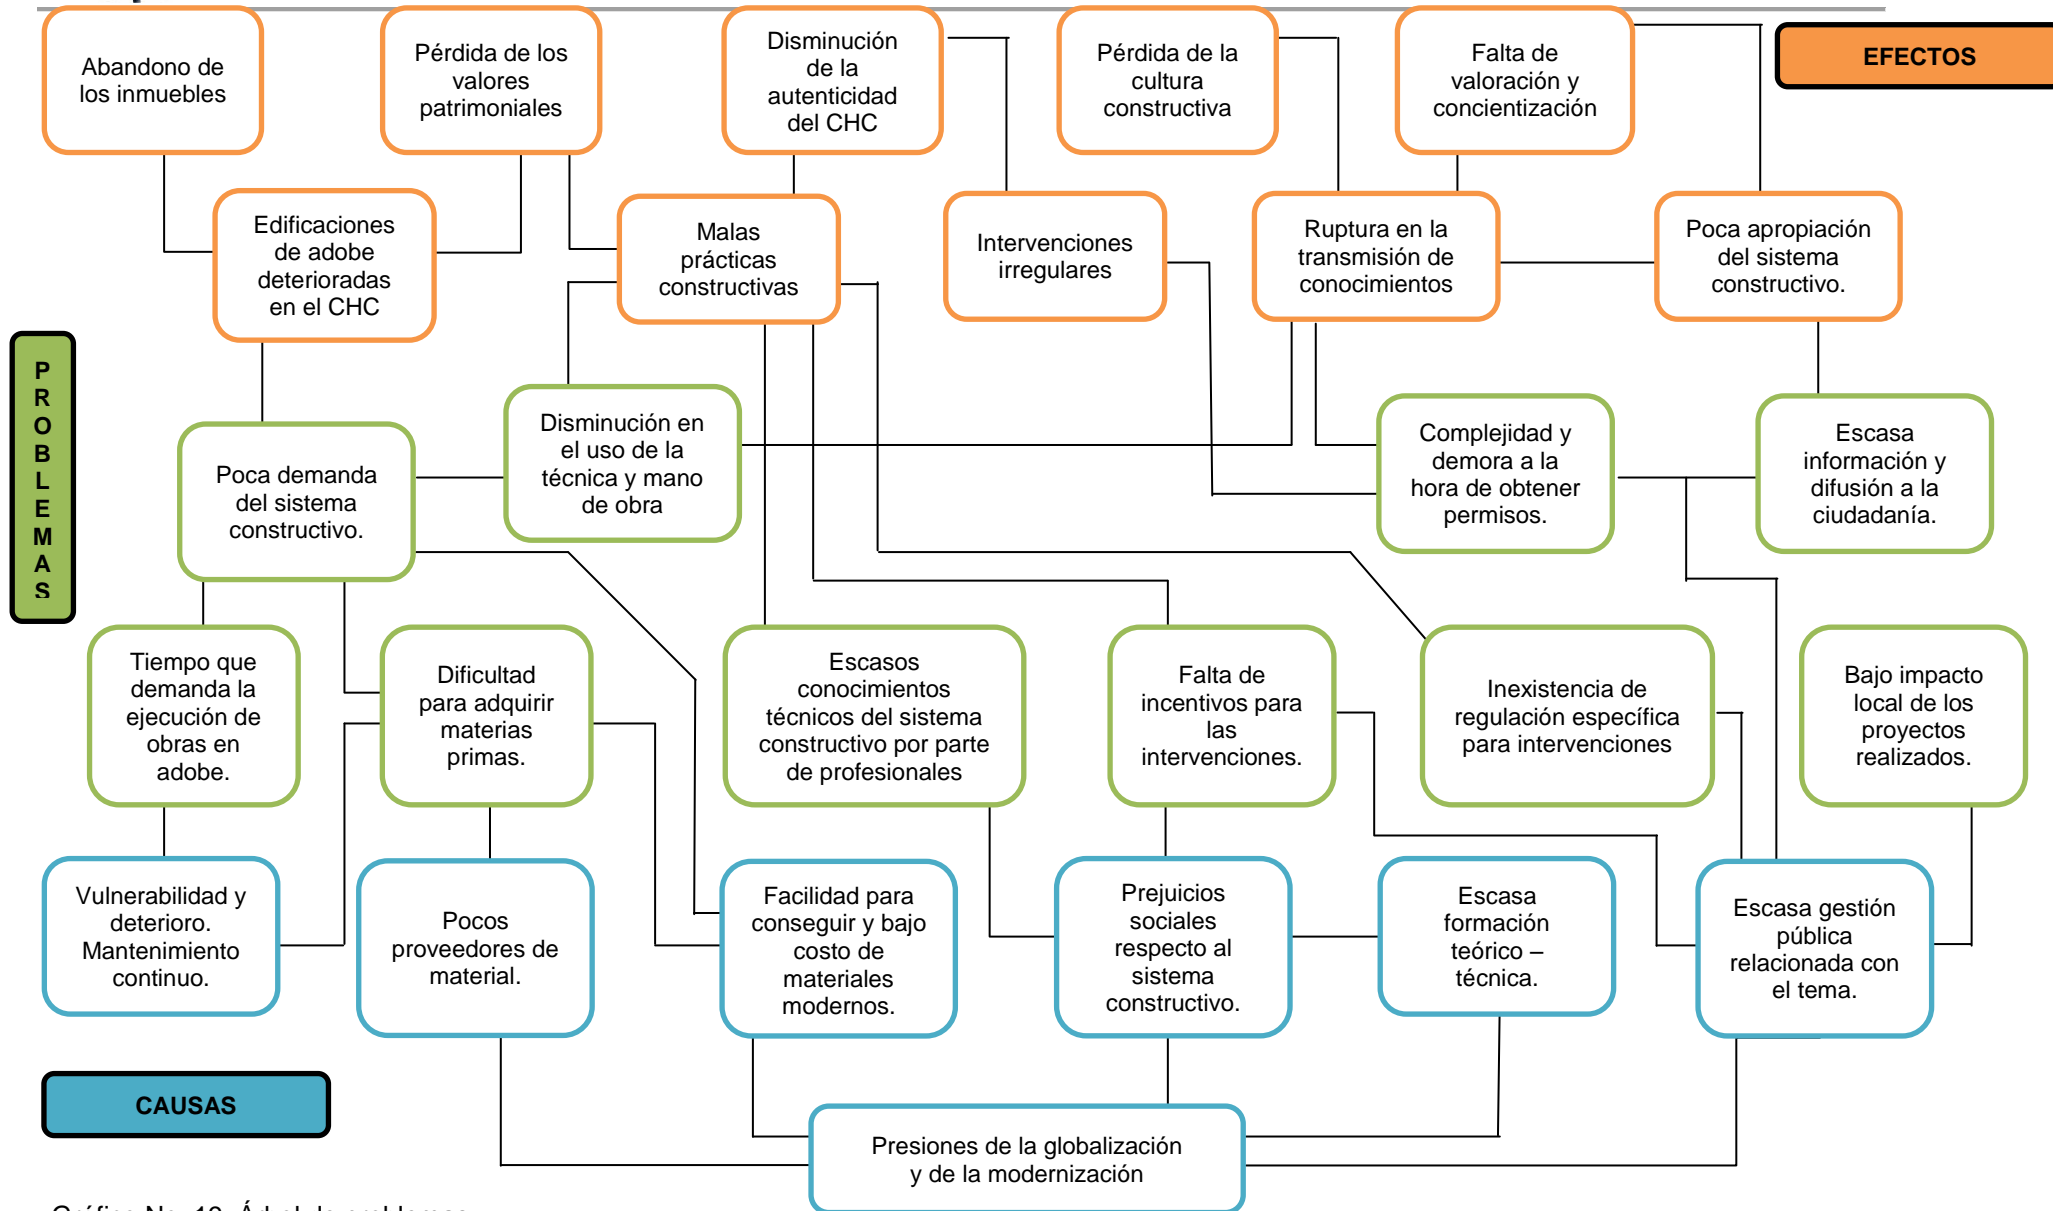 Abandono de
los inmuebles
Pérdida de los
valores
patrimoniales
Disminución
de la
autenticidad
del CHC
Pérdida de la
cultura
constructiva
Falta de
valoración y
concientización
EFECTOS
Edificaciones
de adobe
deterioradas
en el CHC
Malas
prácticas
constructivas
Intervenciones
irregulares
Ruptura en la
transmisión de
conocimientos
Poca apropiación
del sistema
constructivo.
P
R
O
B
L
E
M
A
S
Poca demanda
del sistema
constructivo.
Disminución en
el uso de la
técnica y mano
de obra
Complejidad y
demora a la
hora de obtener
permisos.
Escasa
información y
difusión a la
ciudadanía.
Tiempo que
demanda la
ejecución de
obras en
adobe.
Dificultad
para adquirir
materias
primas.
Escasos
conocimientos
técnicos del sistema
constructivo por parte
de profesionales
Falta de
incentivos para
las
intervenciones.
Inexistencia de
regulación específica
para intervenciones
Bajo impacto
local de los
proyectos
realizados.
Vulnerabilidad y
deterioro.
Mantenimiento
continuo.
Pocos
proveedores de
material.
Facilidad para
conseguir y bajo
costo de
materiales
modernos.
Prejuicios
sociales
respecto al
sistema
constructivo.
Escasa
formación
teórico –
técnica.
Escasa gestión
pública
relacionada con
el tema.
CAUSAS
Presiones de la globalización
y de la modernización